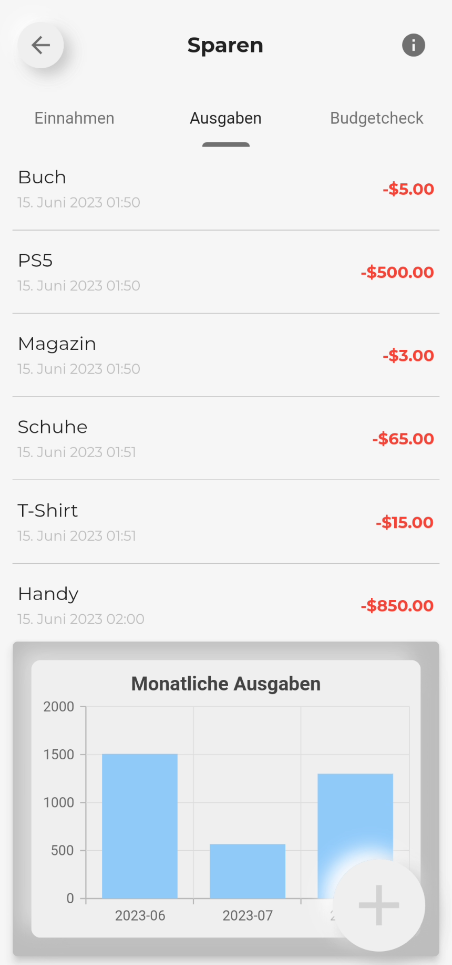 Sparen
Einnahmen Ausgaben Budgetcheck
Buch
15. Juni 2023 01:50
-$5.00
PS5
15. Juni 2023 01:50
-$500.00
Magazin
15. Juni 2023 01:50
-$3.00
Schuhe
15. Juni 2023 01:51
-$65.00
T-Shirt
15. Juni 2023 01:51
-$15.00
Handy
15. Juni 2023 02:00
-$850.00
Monatliche Ausgaben
2000
1500
1000
500
0
2023-06 2023-07